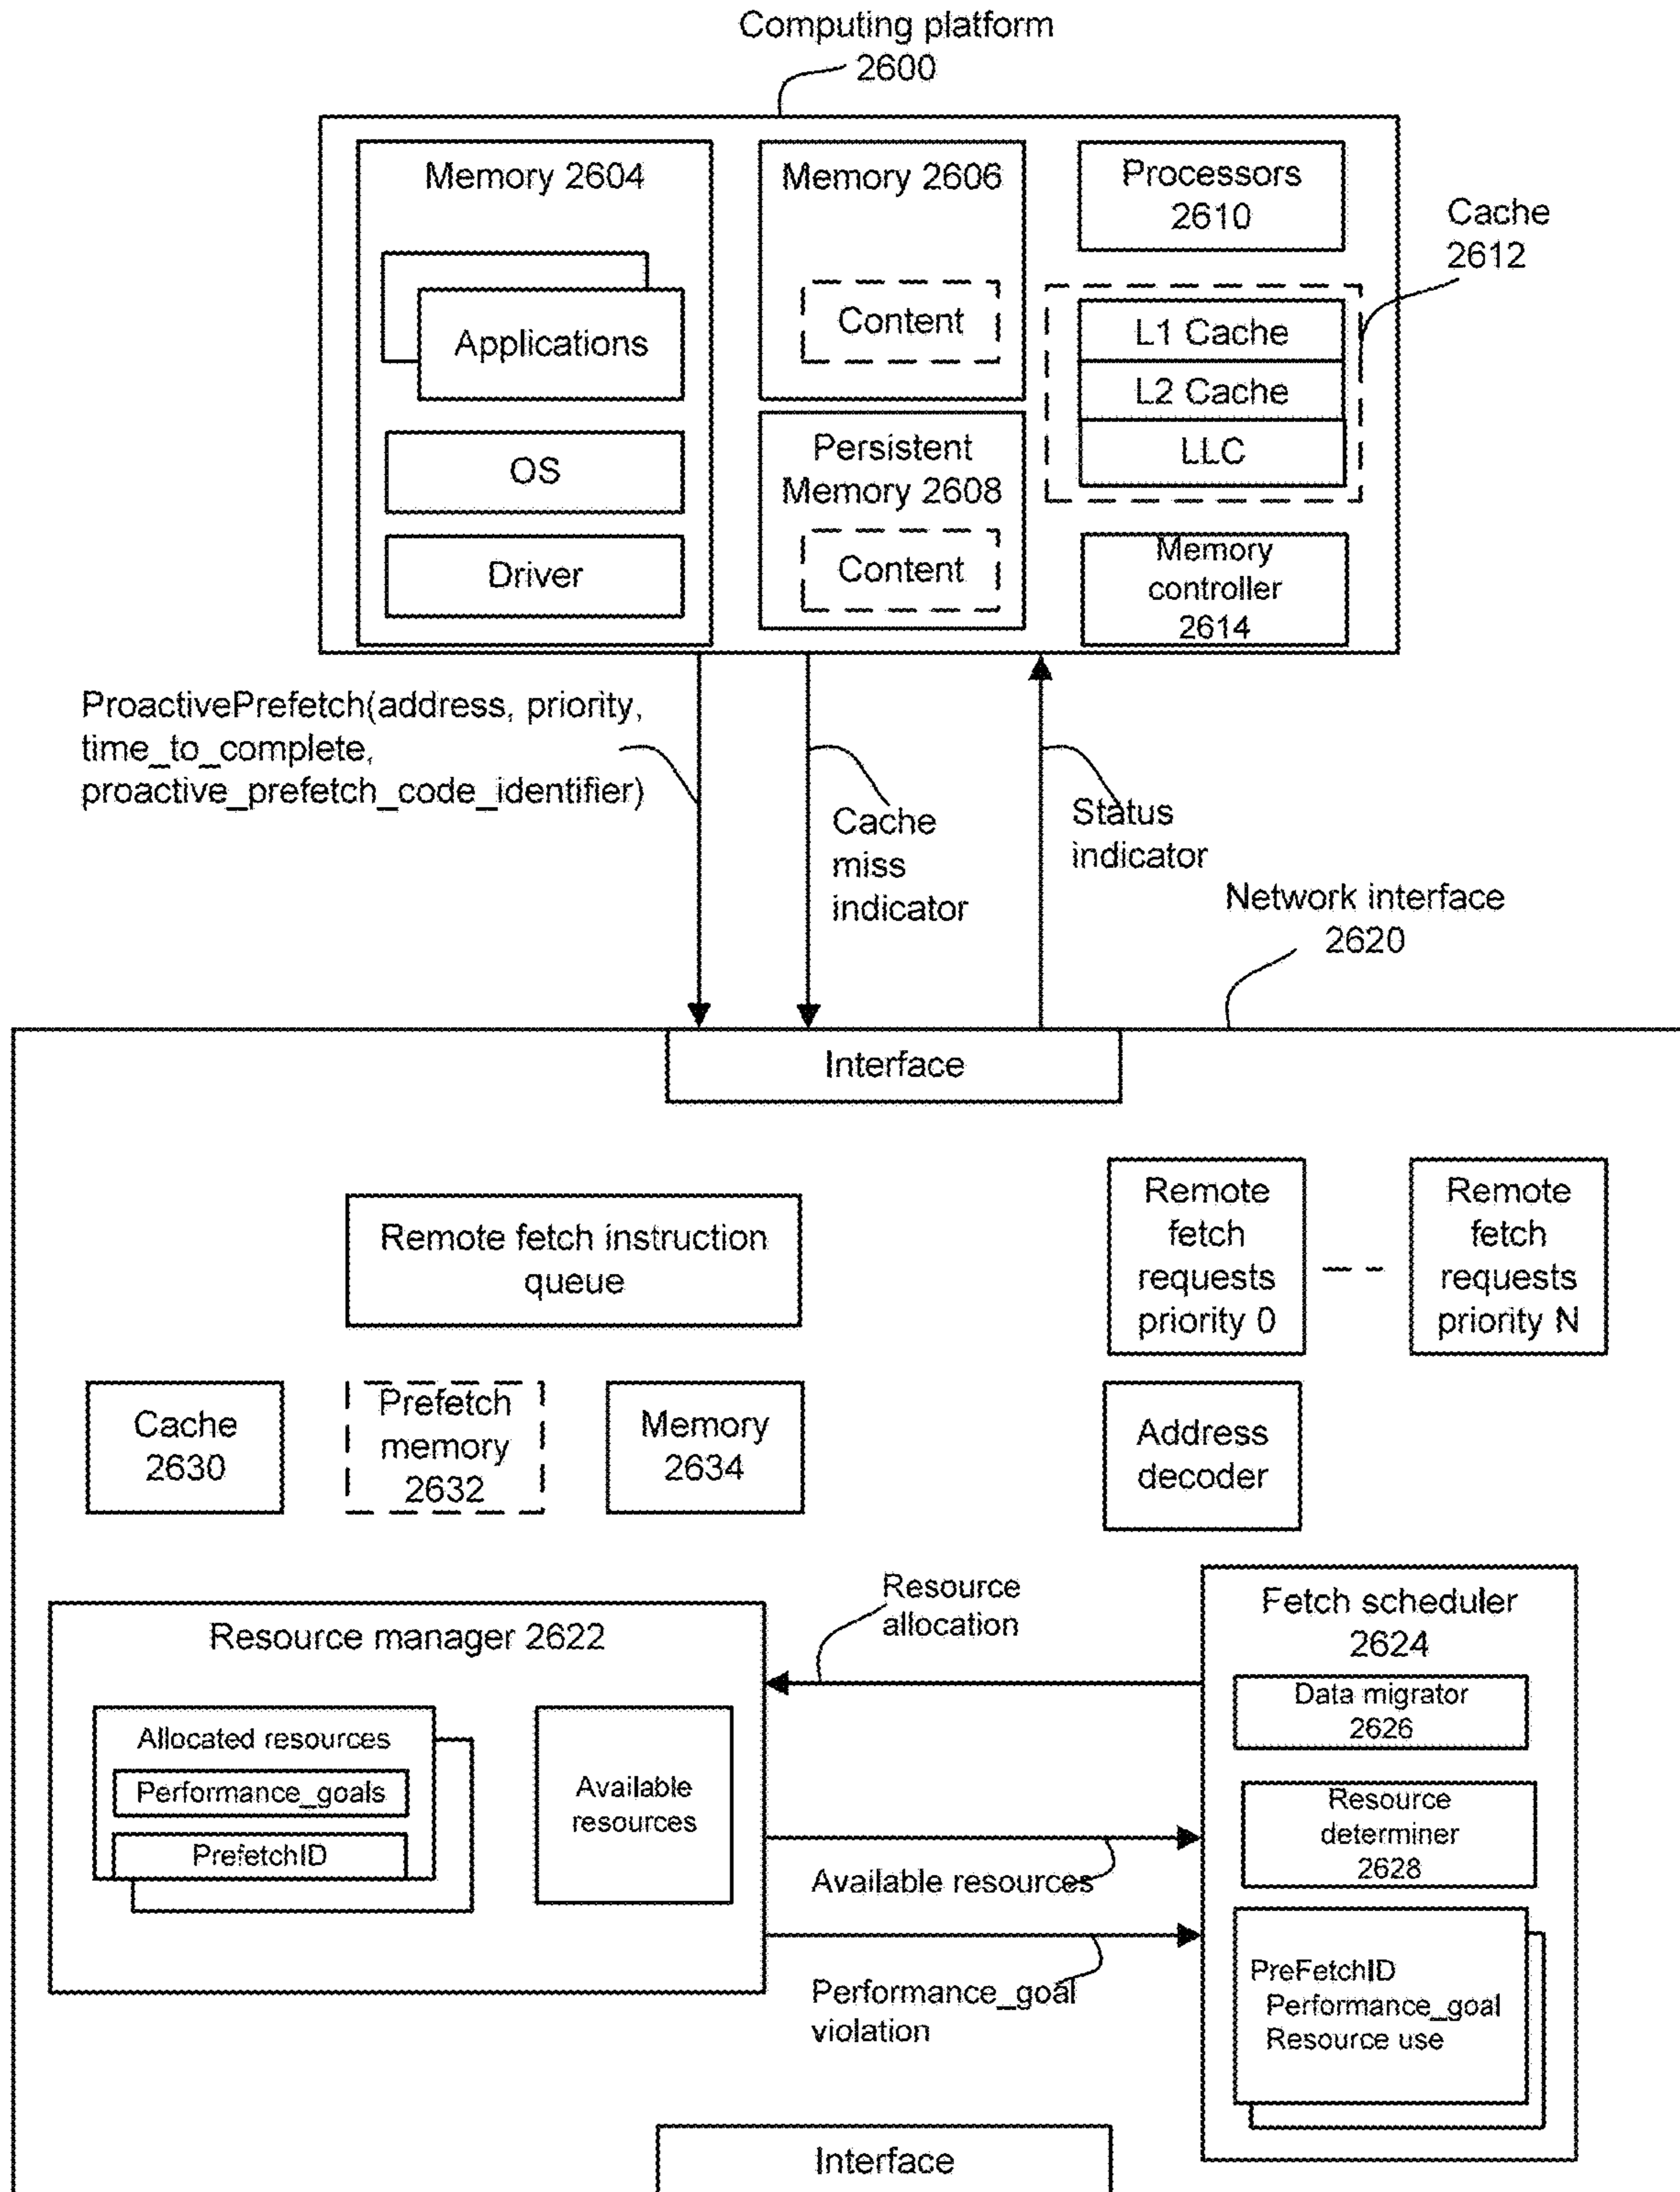 Computing platform
2600
Memory 2604
Applications
OS
Driver
Memory 2606
Content
Persistent
Memory 2608
Content
Processors
2610
Cache
2612
L1 Cache
L2 Cache
LLC
Memory
controller
2614
ProactivePrefetch(address, priority,
time_to_complete,
proactive_prefetch_code_identifier)
Cache
miss
indicator
Status
indicator
Network interface
2620
Interface
Remote fetch instruction
queue
Remote
fetch
requests
priority 0
Remote
fetch
requests
priority N
Cache
2630
Prefetch
memory
2632
Memory
2634
Address
decoder
Resource manager 2622
Allocated resources
Performance_goals
PrefetchID
Available
resources
Resource
allocation
Available resources
Performance_goal
violation
Fetch scheduler
2624
Data migrator
2626
Resource
determiner
2628
PreFetchID
Performance_goal
Resource use
Interface